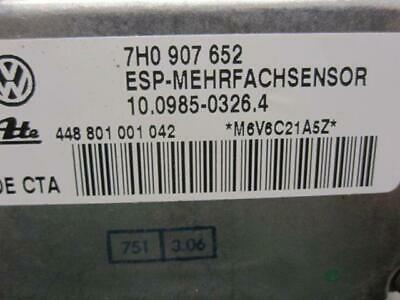 7H0 907 652
ESP-MEHRFACHSENSOR
10.0985-0326.4
Ate
448 801 001 042 *M6V6C21A5Z*
DE CTA
751 3.06